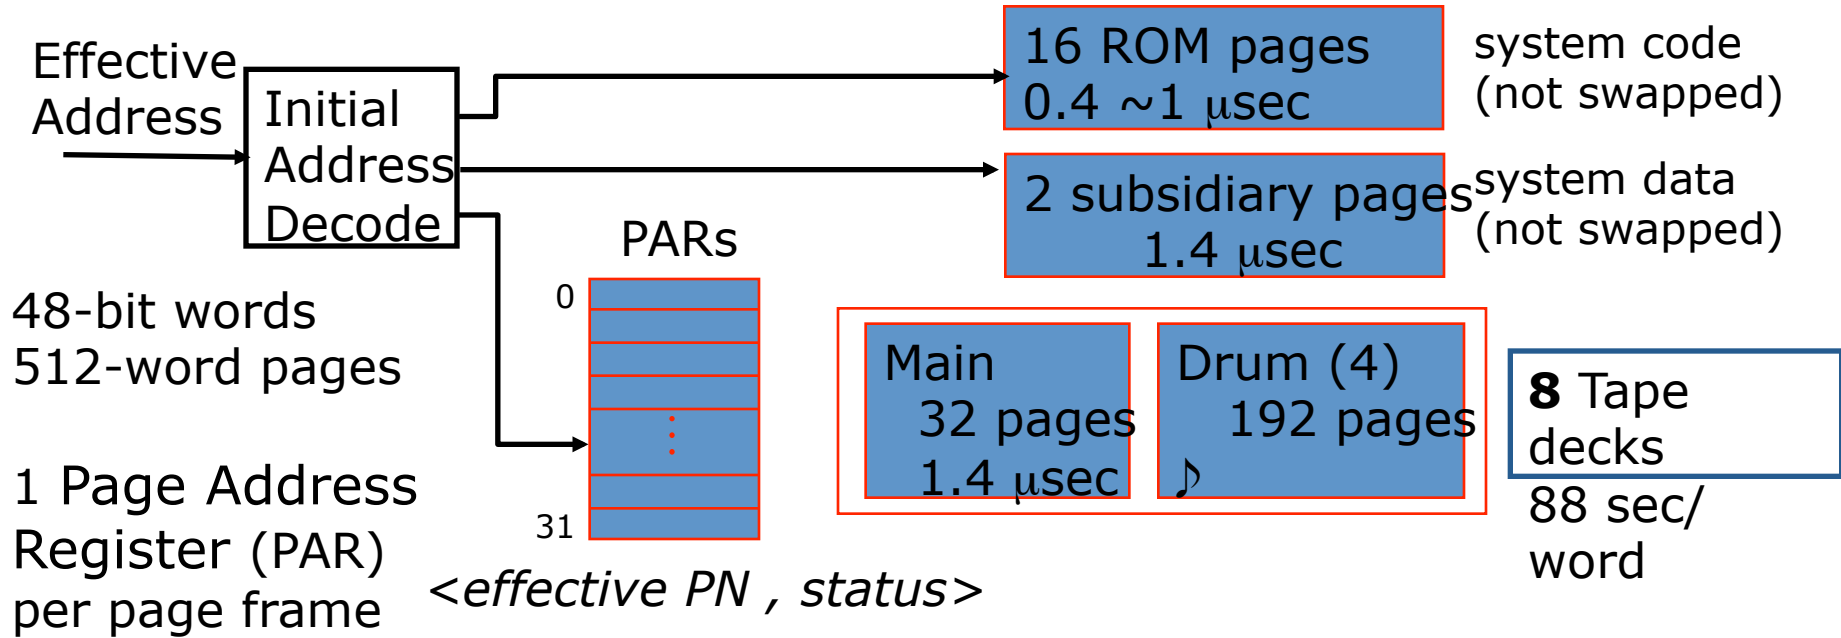 Effective
Address
Initial
Address
Decode
16 ROM pages
0.4 ~1 μsec
system code
(not swapped)
2 subsidiary pages
1.4 μsec
system data
(not swapped)
PARs
0
31
<effective PN , status>
48-bit words
512-word pages
1 Page Address
Register (PAR)
per page frame
Main
32 pages
1.4 μsec
Drum (4)
192 pages
♪
8 Tape
decks
88 sec/
word